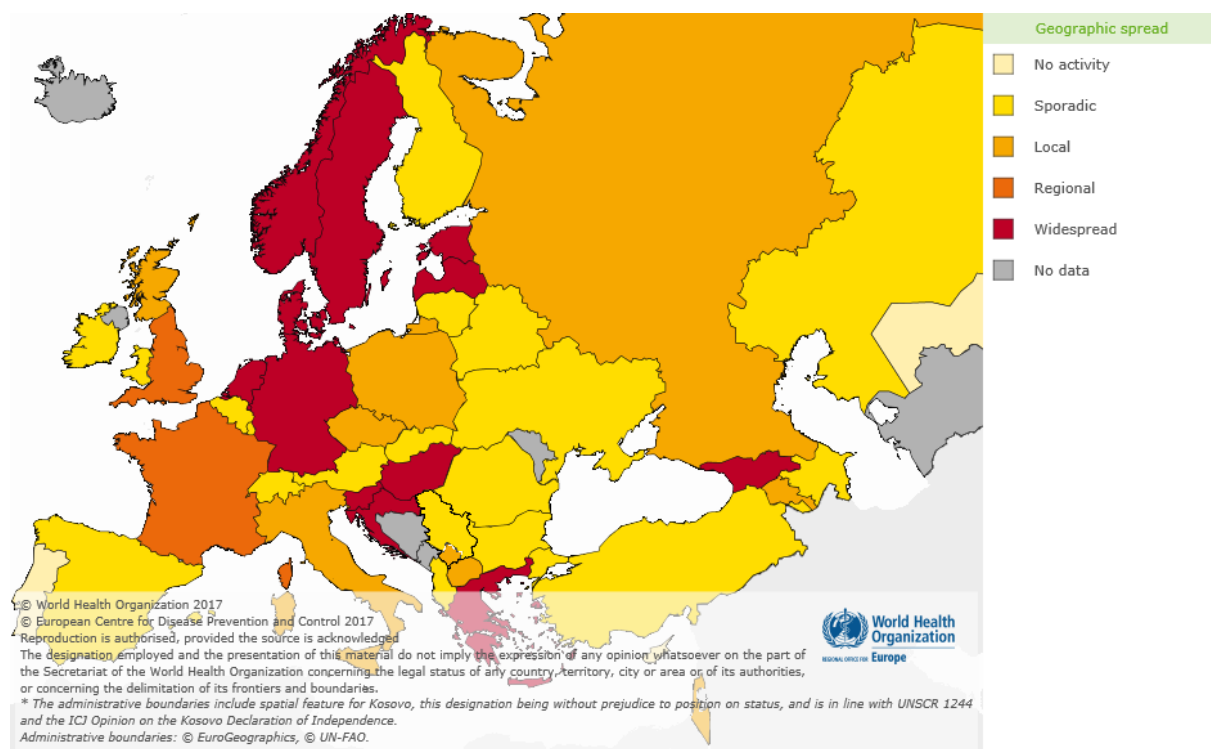 Geographic spread
No activity
Sporadic
Local
Regional
Widespread
No data
© World Health Organization 2017
© European Centre for Disease Prevention and Control 2017
Reproduction is authorised, provided the source is acknowledged
The designation employed and the presentation of this material do not imply the expression of any opinion whatsoever on the part of
the Secretariat of the World Health Organization concerning the legal status of any country, territory, city or area or of its authorities,
or concerning the delimitation of its frontiers and boundaries.
* The administrative boundaries include spatial feature for Kosovo, this designation being without prejudice to position on status, and is in line with UNSCR 1244
and the ICJ Opinion on the Kosovo Declaration of Independence.
Administrative boundaries: © EuroGeographics, © UN-FAO.
World Health
Organization
REGIONAL OFFICE FOR Europe